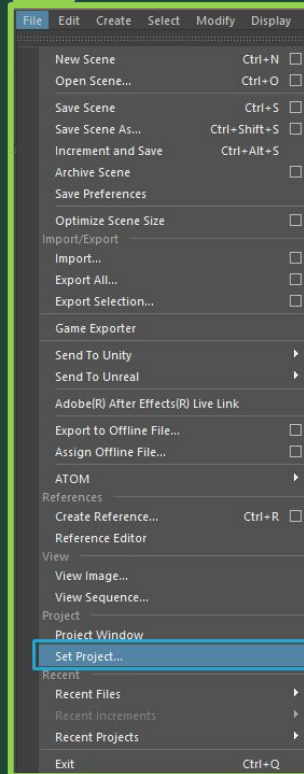 File Edit Create Select Modify Display
New Scene Ctrl+N
Open Scene... Ctrl+O
Save Scene Ctrl+S
Save Scene As... Ctrl+Shift+S
Increment and Save Ctrl+Alt+S
Archive Scene
Save Preferences
Optimize Scene Size
Import/Export
Import...
Export All...
Export Selection...
Game Exporter
Send To Unity
Send To Unreal
Adobe(R) After Effects(R) Live Link
Export to Offline File...
Assign Offline File...
ATOM
References
Create Reference... Ctrl+R
Reference Editor
View
View Image...
View Sequence...
Project
Project Window
Set Project...
Recent
Recent Files
Recent Increments
Recent Projects
Exit Ctrl+Q